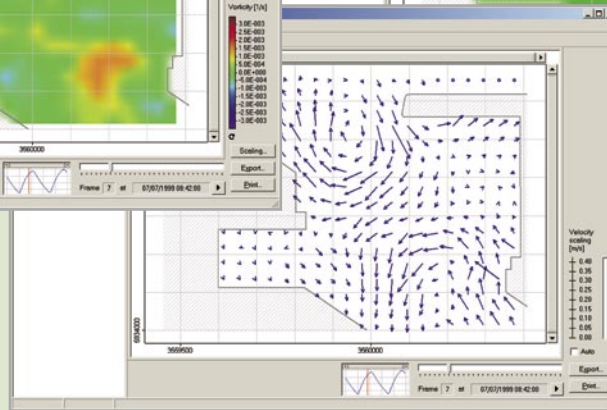 Vorticity [1/s]
3.0E-003
2.5E-003
2.0E-003
1.5E-003
1.0E-003
5.0E-004
0.0E+000
-5.0E-004
-1.0E-003
-1.5E-003
-2.0E-003
-2.5E-003
-3.0E-003
Scaling..
Export..
Print..
3560000
Frame 7 at 07/07/1999 08:42:00
Velocity
scaling
[m/s]
0.40
0.35
0.30
0.25
0.20
0.15
0.10
0.05
0.00
Auto
Export..
Print..
6934000
3559500
3560000
Frame 7 at 07/07/1999 08:42:00